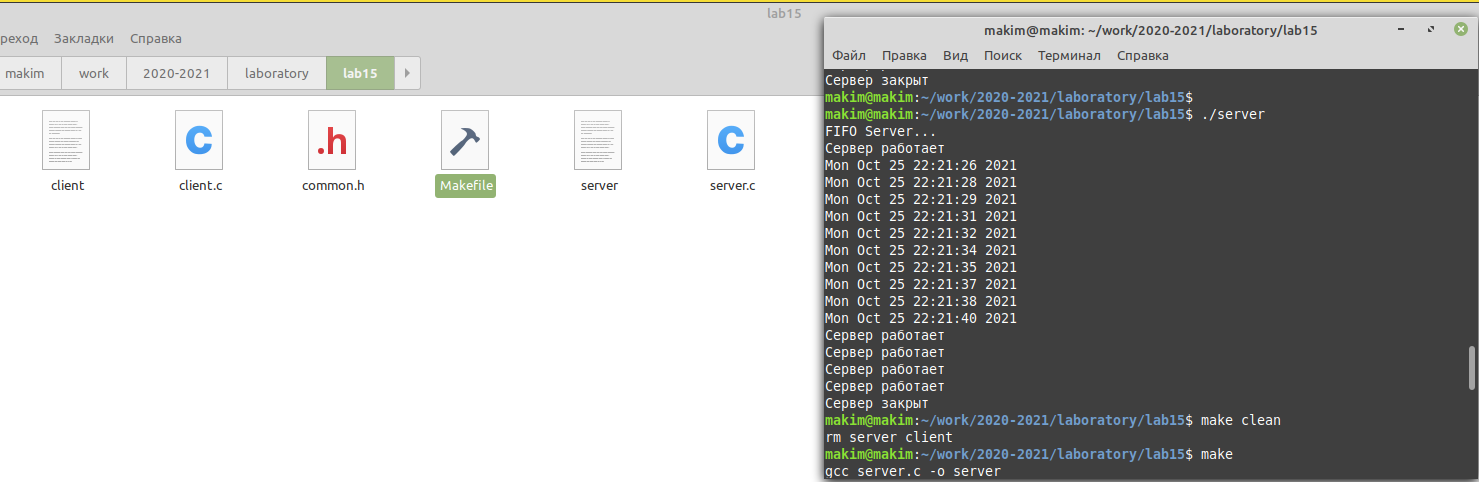 lab15
реход Закладки Справка
makim work 2020-2021 laboratory lab15
client client.c common.h Makefile server server.c
makim@makim: ~/work/2020-2021/laboratory/lab15
Файл Правка Вид Поиск Терминал Справка
Сервер закрыт
makim@makim:~/work/2020-2021/laboratory/lab15$
makim@makim:~/work/2020-2021/laboratory/lab15$ ./server
FIFO Server...
Сервер работает
Mon Oct 25 22:21:26 2021
Mon Oct 25 22:21:28 2021
Mon Oct 25 22:21:29 2021
Mon Oct 25 22:21:31 2021
Mon Oct 25 22:21:32 2021
Mon Oct 25 22:21:34 2021
Mon Oct 25 22:21:35 2021
Mon Oct 25 22:21:37 2021
Mon Oct 25 22:21:38 2021
Mon Oct 25 22:21:40 2021
Сервер работает
Сервер работает
Сервер работает
Сервер работает
Сервер закрыт
makim@makim:~/work/2020-2021/laboratory/lab15$ make clean
rm server client
makim@makim:~/work/2020-2021/laboratory/lab15$ make
gcc server.c -o server